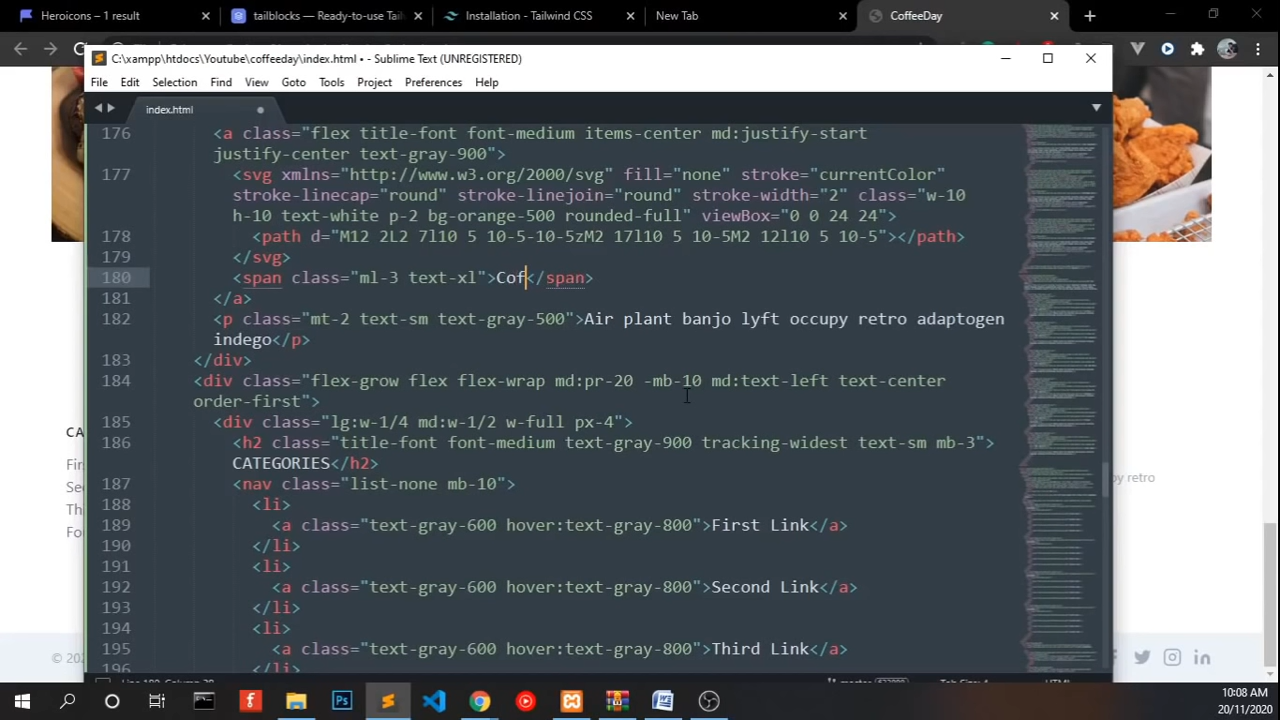 Heroicons - 1 result
tailblocks — Ready-to-use Tail
Installation - Tailwind CSS
New Tab
CoffeeDay
C:\xampp\htdocs\Youtube\coffeeday\index.html • - Sublime Text (UNREGISTERED)
File Edit Selection Find View Goto Tools Project Preferences Help
index.html
176 <a class="flex title-font font-medium items-center md:justify-start
justify-center text-gray-900">
177 <svg xmlns="http://www.w3.org/2000/svg" fill="none" stroke="currentColor"
stroke-linecap="round" stroke-linejoin="round" stroke-width="2" class="w-10
h-10 text-white p-2 bg-orange-500 rounded-full" viewBox="0 0 24 24">
178 <path d="M12 2L2 7l10 5 10-5-10-5zM2 17l10 5 10-5M2 12l10 5 10-5"></path>
179 </svg>
180 <span class="ml-3 text-xl">Cof</span>
181 </a>
182 <p class="mt-2 text-sm text-gray-500">Air plant banjo lyft occupy retro adaptogen
indego</p>
183 </div>
184 <div class="flex-grow flex flex-wrap md:pr-20 -mb-10 md:text-left text-center
order-first">
185 <div class="lg:w-1/4 md:w-1/2 w-full px-4">
186 <h2 class="title-font font-medium text-gray-900 tracking-widest text-sm mb-3">
CATEGORIES</h2>
187 <nav class="list-none mb-10">
188 <li>
189 <a class="text-gray-600 hover:text-gray-800">First Link</a>
190 </li>
191 <li>
192 <a class="text-gray-600 hover:text-gray-800">Second Link</a>
193 </li>
194 <li>
195 <a class="text-gray-600 hover:text-gray-800">Third Link</a>
196 </li>
CA
Firs
Sec
Thi
Fou
by retro
© 202
10:08 AM
20/11/2020